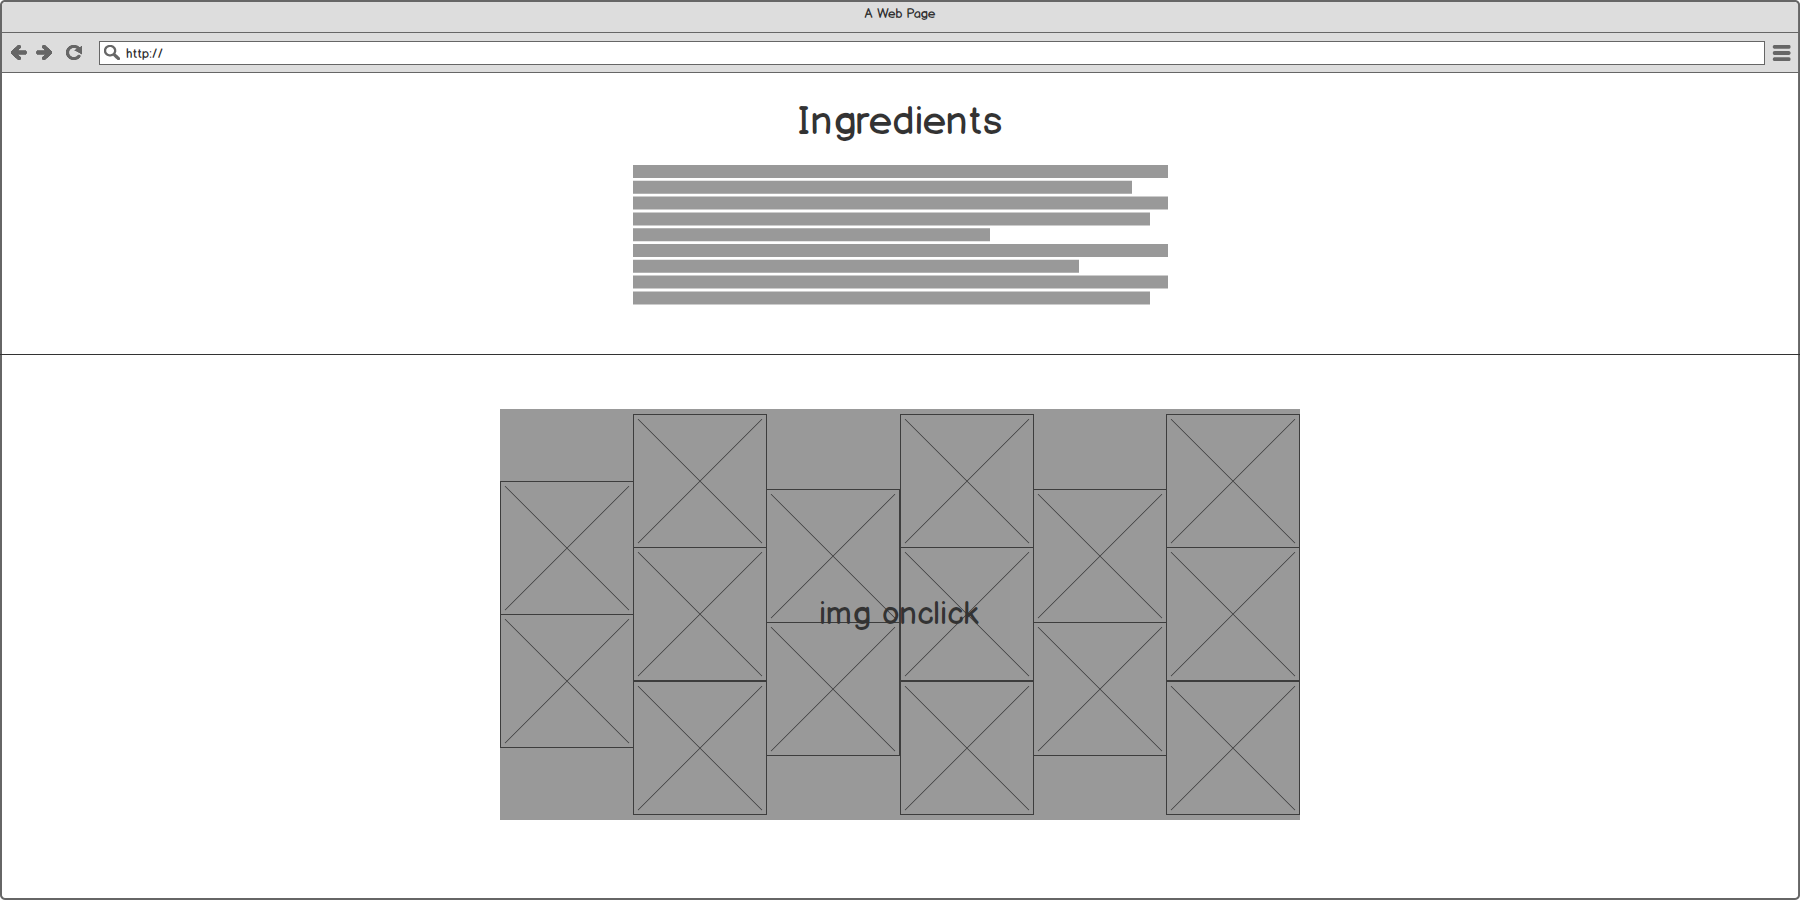 A Web Page
http://
Ingredients
img onclick